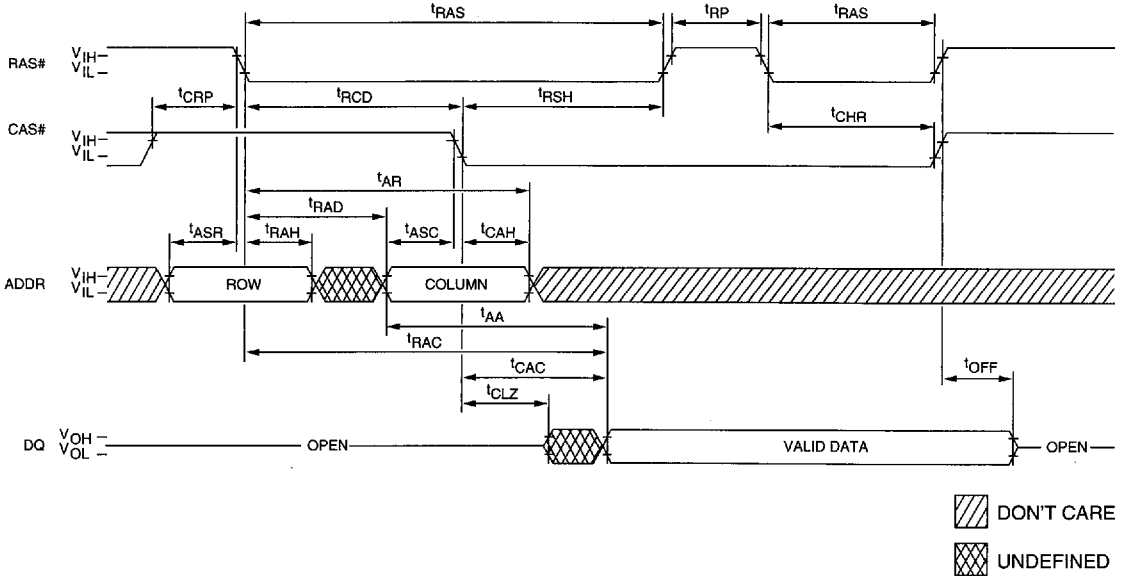 tRAS tRP tRAS
RAS# VIH VIL
tCRP tRCD tRSH
CAS# VIH VIL
tCHR
tAR
tRAD
tASR tRAH tASC tCAH
ADDR VIH VIL ROW COLUMN
tAA
tRAC
tCAC tOFF
tCLZ
DQ VOH VOL OPEN VALID DATA OPEN
DON'T CARE
UNDEFINED